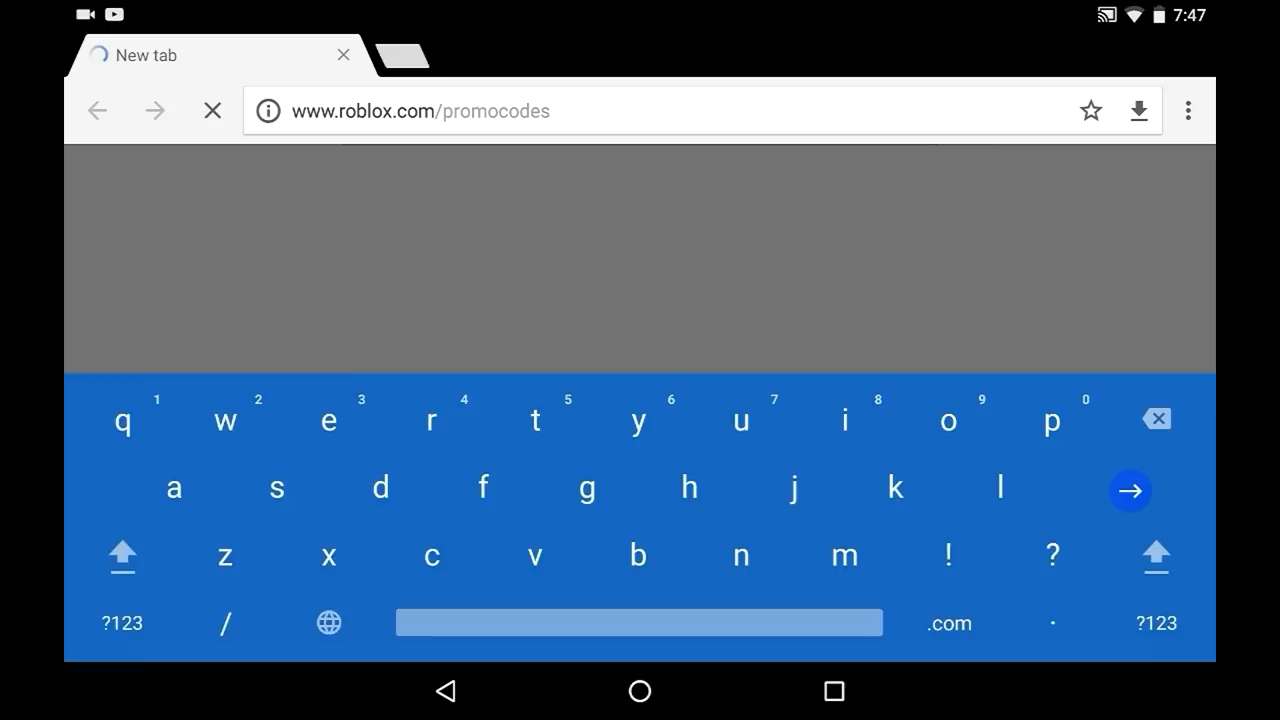 7:47
New tab
www.roblox.com/promocodes
1 2 3 4 5 6 7 8 9 0
q w e r t y u i o p
a s d f g h j k l
z x c v b n m ! ?
?123 / .com . ?123